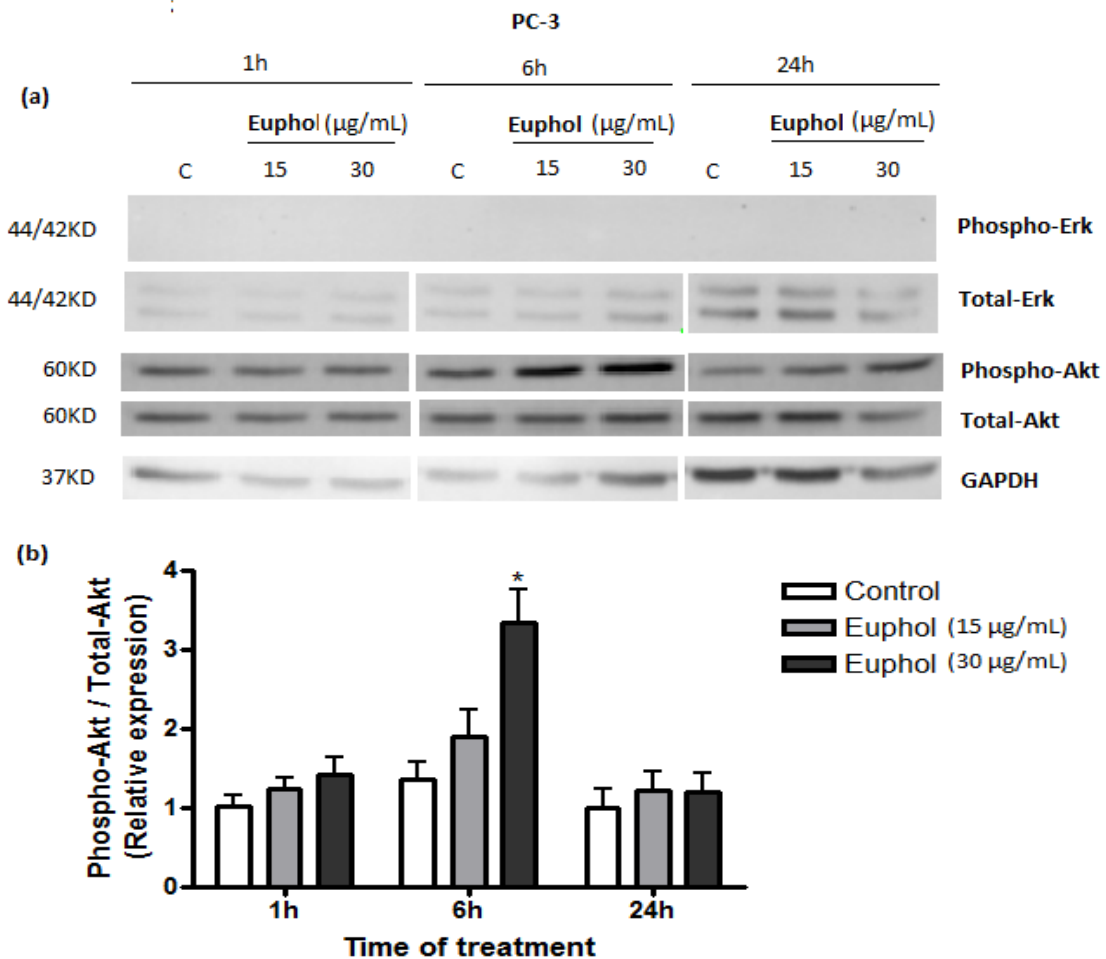 PC-3
1h 6h 24h
(a)
Euphol (µg/mL) Euphol (µg/mL) Euphol (µg/mL)
C 15 30 C 15 30 C 15 30
44/42KD Phospho-Erk
44/42KD Total-Erk
60KD Phospho-Akt
60KD Total-Akt
37KD GAPDH
(b)
Phospho-Akt / Total-Akt
(Relative expression)
4
3
2
1
0
*
1h 6h 24h
Time of treatment
Control
Euphol (15 µg/mL)
Euphol (30 µg/mL)